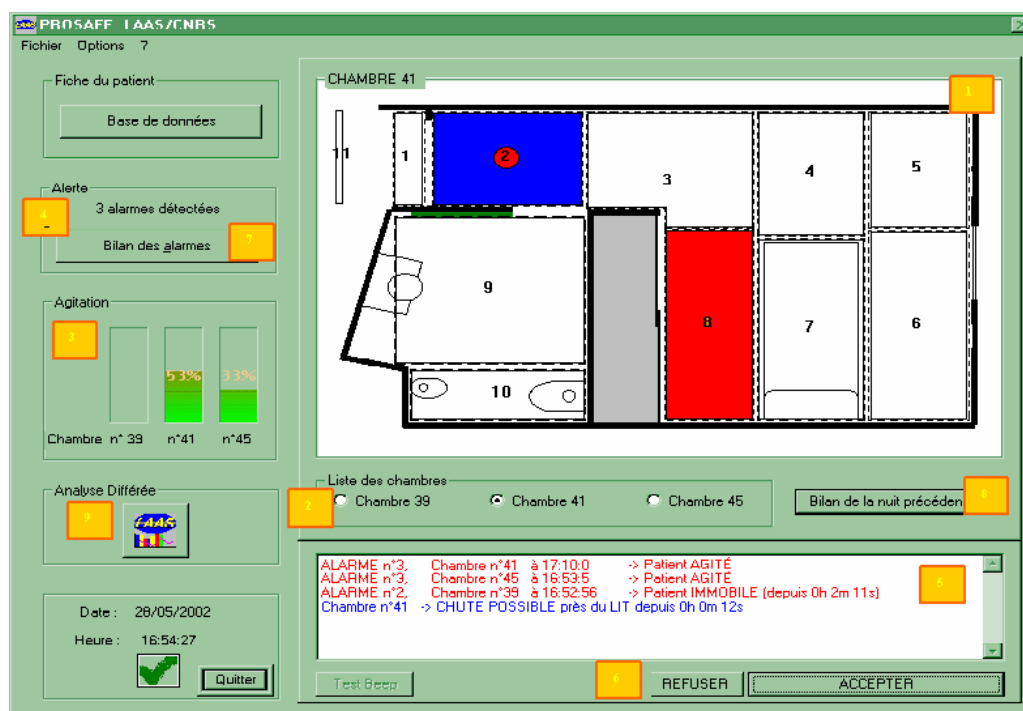 PROSAFE LAAS/CNRS
Fichier Options ?
Fiche du patient
Base de données
Alerte
4
3 alarmes détectées
Bilan des alarmes
7
Agitation
3
53%
33%
Chambre n° 39 n°41 n°45
Analyse Différée
9
LAAS
Date : 28/05/2002
Heure : 16:54:27
Quitter
CHAMBRE 41
1
11
1
2
3
4
5
9
8
7
6
10
Liste des chambres
2
Chambre 39 Chambre 41 Chambre 45
Bilan de la nuit précéden
8
ALARME n°3, Chambre n°41 à 17:10:0 -> Patient AGITÉ
ALARME n°3, Chambre n°45 à 16:53:5 -> Patient AGITÉ
ALARME n°2, Chambre n°39 à 16:52:56 -> Patient IMMOBILE (depuis 0h 2m 11s)
Chambre n°41 -> CHUTE POSSIBLE près du LIT depuis 0h 0m 12s
5
Test Beep
6
REFUSER
ACCEPTER